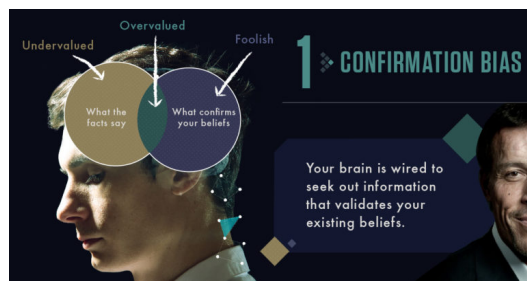 Overvalued
Undervalued
Foolish
What the
facts say
What confirms
your beliefs
1 CONFIRMATION BIAS
Your brain is wired to
seek out information
that validates your
existing beliefs.